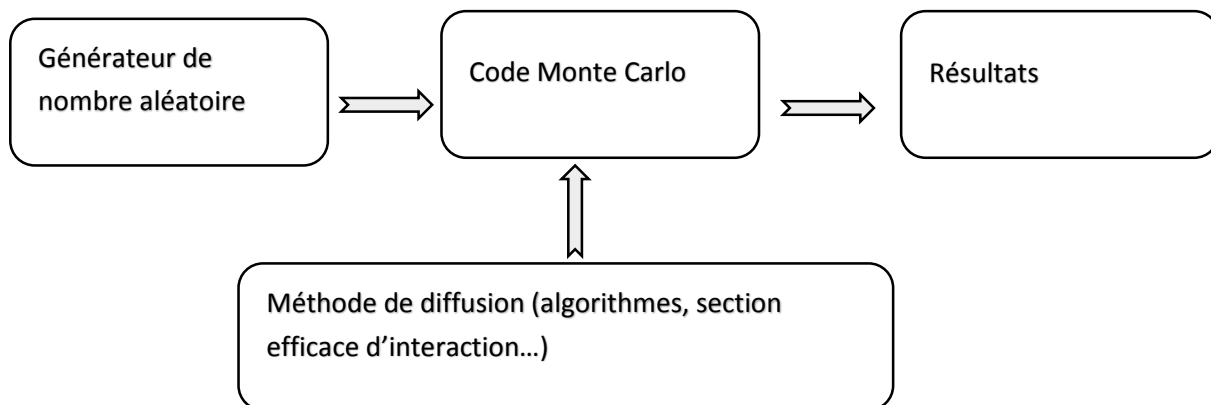 Générateur de
nombre aléatoire
Code Monte Carlo
Résultats
Méthode de diffusion (algorithmes, section
efficace d’interaction…)